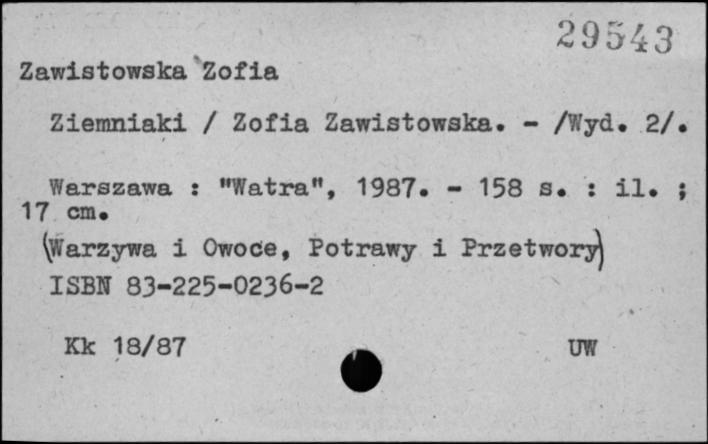 29543
Zawistowska Zofia
Ziemniaki / Zofia Zawistowska. - /Wyd. 2/.
Warszawa : "Watra", 1987. - 158 s. : il. ;
17 cm.
(Warzywa i Owoce, Potrawy i Przetwory)
ISBN 83-225-0236-2
Kk 18/87 UW